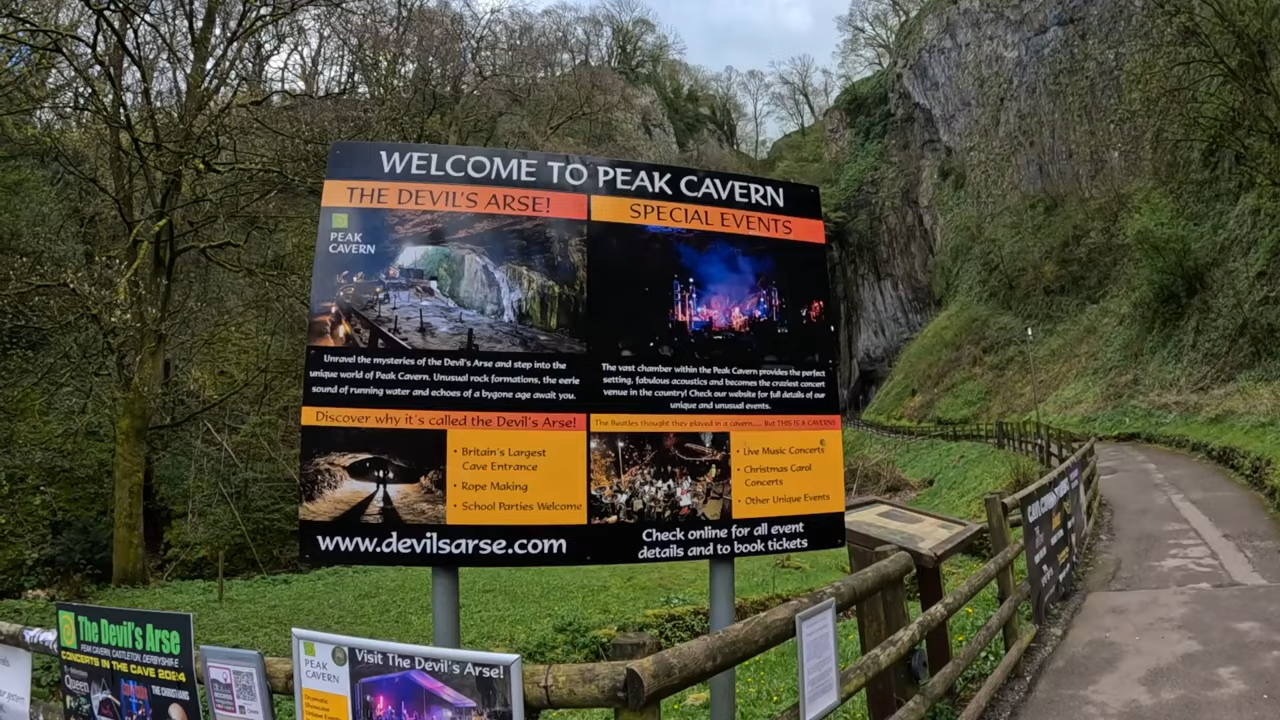 WELCOME TO PEAK CAVERN
THE DEVIL'S ARSE!
PEAK
CAVERN
Unravel the mysteries of the Devil's Arse and step into the
unique world of Peak Cavern. Unusual rock formations, the eerie
sound of running water and echoes of a bygone age await you.
SPECIAL EVENTS
The vast chamber within the Peak Cavern provides the perfect
setting, fabulous acoustics and becomes the craziest concert
venue in the country! Check our website for full details of our
unique and unusual events.
Discover why it's called the Devil's Arse!
• Britain's Largest
Cave Entrance
• Rope Making
• School Parties Welcome
The Beatles thought they played in a cavern..... But THIS IS A CAVERN!
• Live Music Concerts
• Christmas Carol
Concerts
• Other Unique Events
www.devilsarse.com
Check online for all event
details and to book tickets
The Devil's Arse
PEAK CAVERN, CASTLETON, DERBYSHIRE
CONCERTS IN THE CAVE 2024
Queen
THE CHRISTIANS
PEAK
CAVERN
Visit The Devil's Arse!